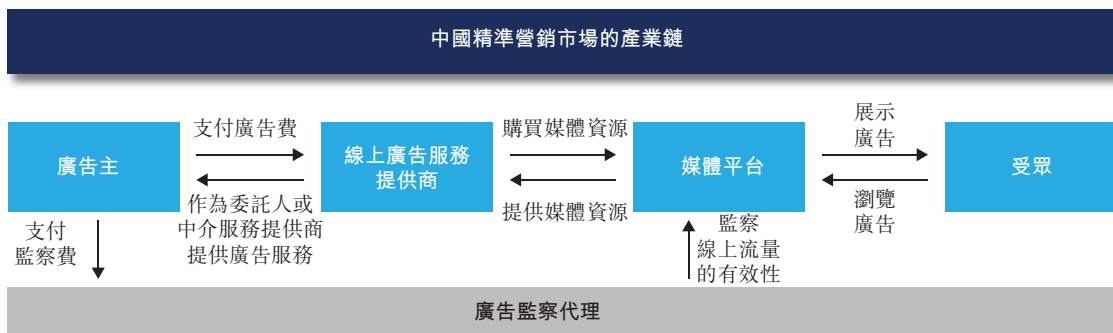 中國精準營銷市場的產業鏈
廣告主
支付廣告費
作為委託人或
中介服務提供商
提供廣告服務
線上廣告服務
提供商
購買媒體資源
提供媒體資源
媒體平台
展示
廣告
瀏覽
廣告
受眾
支付
監察費
監察
線上流量
的有效性
廣告監察代理